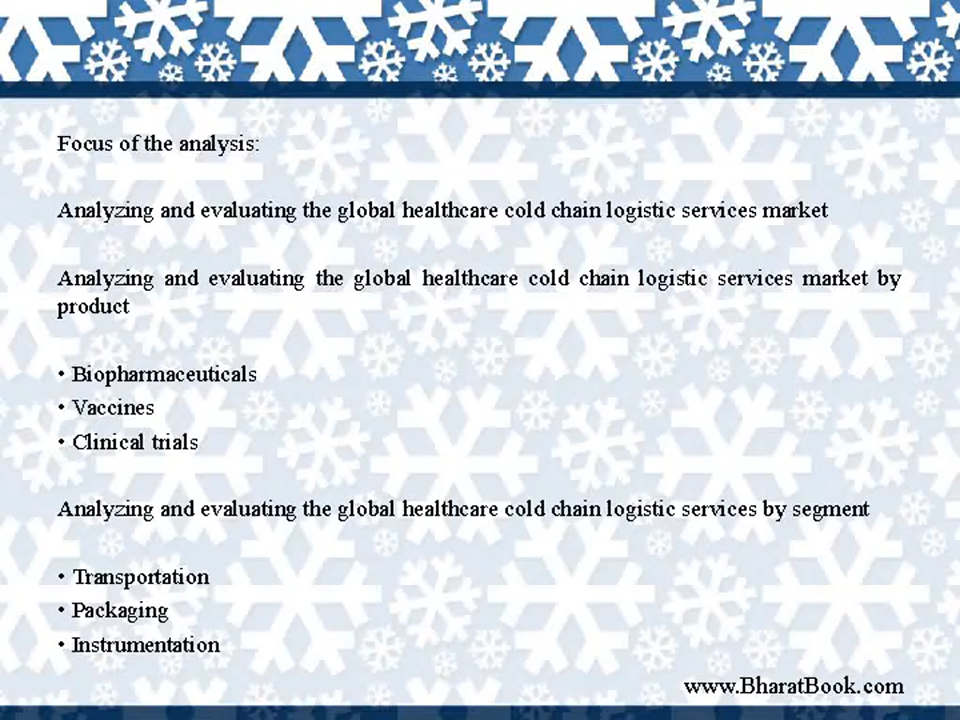 Focus of the analysis:
Analyzing and evaluating the global healthcare cold chain logistic services market
Analyzing and evaluating the global healthcare cold chain logistic services market by
product
• Biopharmaceuticals
• Vaccines
• Clinical trials
Analyzing and evaluating the global healthcare cold chain logistic services by segment
• Transportation
• Packaging
• Instrumentation
www.BharatBook.com